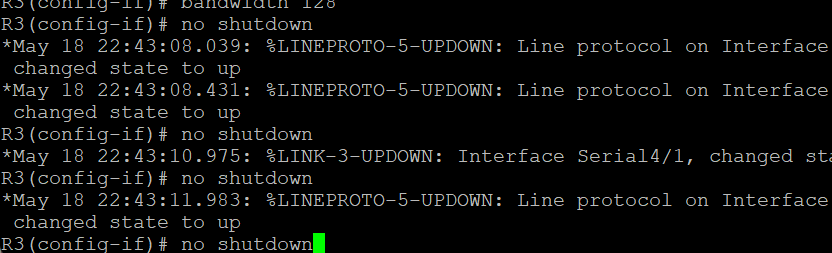 R3(config-if)# bandwidth 128
R3(config-if)# no shutdown
*May 18 22:43:08.039: %LINEPROTO-5-UPDOWN: Line protocol on Interface
 changed state to up
*May 18 22:43:08.431: %LINEPROTO-5-UPDOWN: Line protocol on Interface
 changed state to up
R3(config-if)# no shutdown
*May 18 22:43:10.975: %LINK-3-UPDOWN: Interface Serial4/1, changed sta
R3(config-if)# no shutdown
*May 18 22:43:11.983: %LINEPROTO-5-UPDOWN: Line protocol on Interface
 changed state to up
R3(config-if)# no shutdown